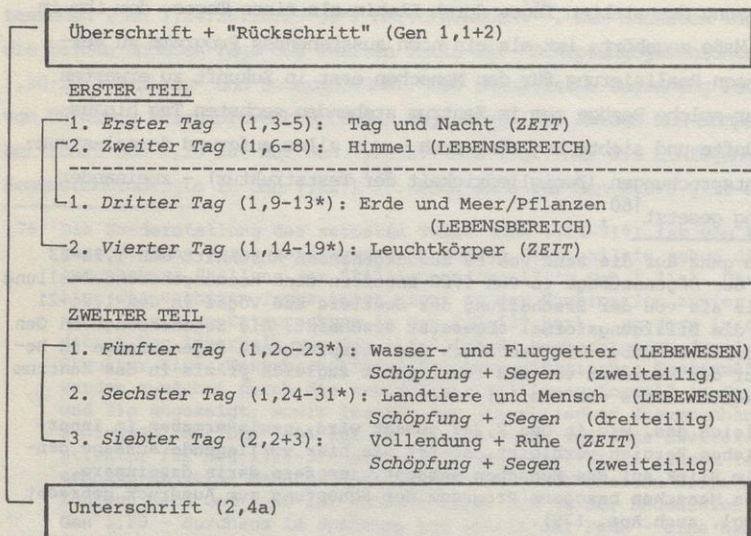 Überschrift + "Rückschritt" (Gen 1,1+2)
ERSTER TEIL
1. Erster Tag (1,3-5): Tag und Nacht (ZEIT)
2. Zweiter Tag (1,6-8): Himmel (LEBENSBEREICH)
1. Dritter Tag (1,9-13*): Erde und Meer/Pflanzen
(LEBENSBEREICH)
2. Vierter Tag (1,14-19*): Leuchtkörper (ZEIT)
ZWEITER TEIL
1. Fünfter Tag (1,2o-23*): Wasser- und Fluggetier (LEBEWESEN)
Schöpfung + Segen (zweiteilig)
2. Sechster Tag (1,24-31*): Landtiere und Mensch (LEBEWESEN)
Schöpfung + Segen (dreiteilig)
3. Siebter Tag (2,2+3): Vollendung + Ruhe (ZEIT)
Schöpfung + Segen (zweiteilig)
Unterschrift (2,4a)